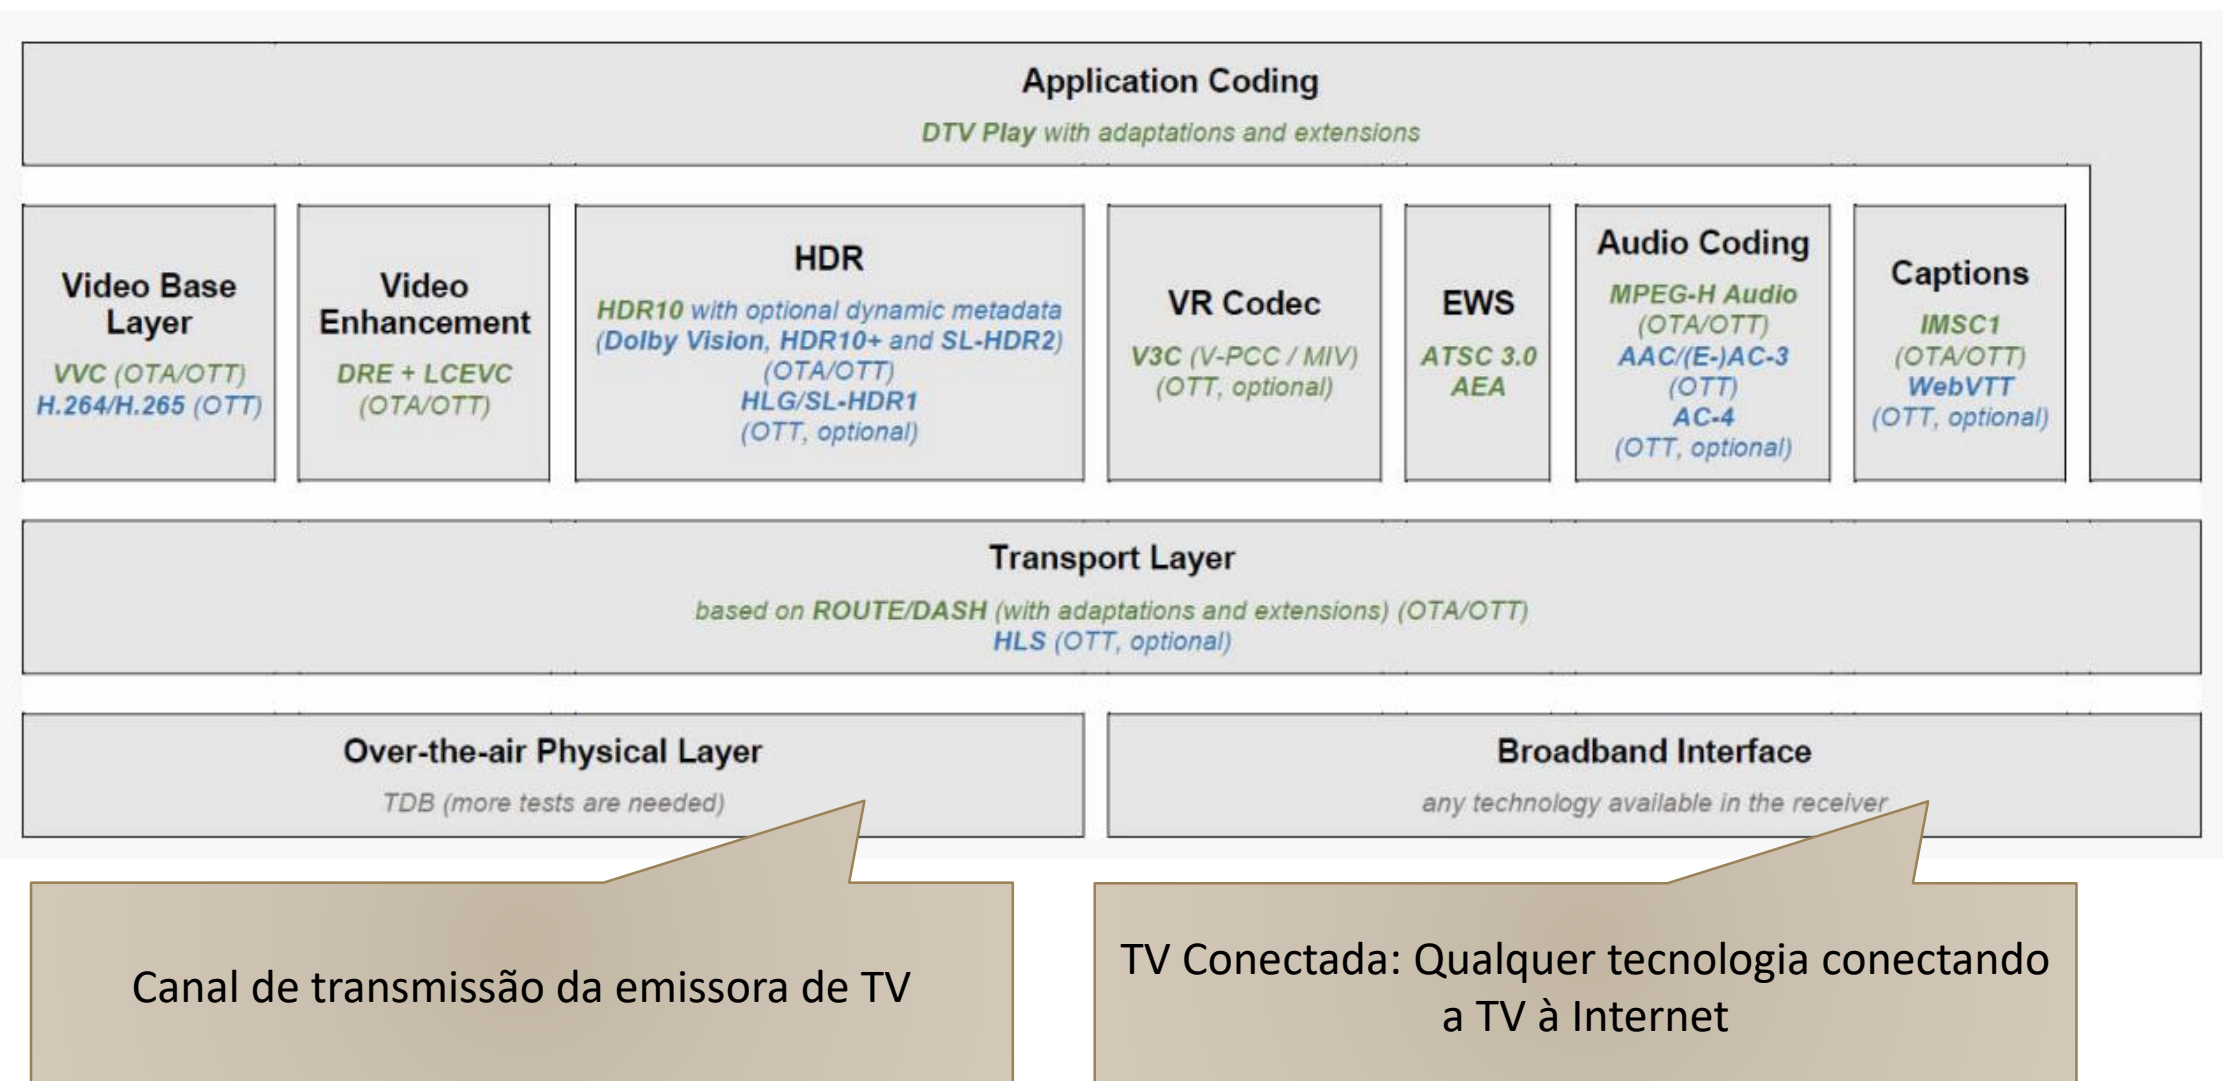 Application Coding
DTV Play with adaptations and extensions
Video Base
Layer
VVC (OTA/OTT)
H.264/H.265 (OTT)
Video
Enhancement
DRE + LCEVC
(OTA/OTT)
HDR
HDR10 with optional dynamic metadata
(Dolby Vision, HDR10+ and SL-HDR2)
(OTA/OTT)
HLG/SL-HDR1
(OTT, optional)
VR Codec
V3C (V-PCC / MIV)
(OTT, optional)
EWS
ATSC 3.0
AEA
Audio Coding
MPEG-H Audio
(OTA/OTT)
AAC/(E-)AC-3
(OTT)
AC-4
(OTT, optional)
Captions
IMSC1
(OTA/OTT)
WebVTT
(OTT, optional)
Transport Layer
based on ROUTE/DASH (with adaptations and extensions) (OTA/OTT)
HLS (OTT, optional)
Over-the-air Physical Layer
TDB (more tests are needed)
Broadband Interface
any technology available in the receiver
Canal de transmissão da emissora de TV
TV Conectada: Qualquer tecnologia conectando
a TV à Internet